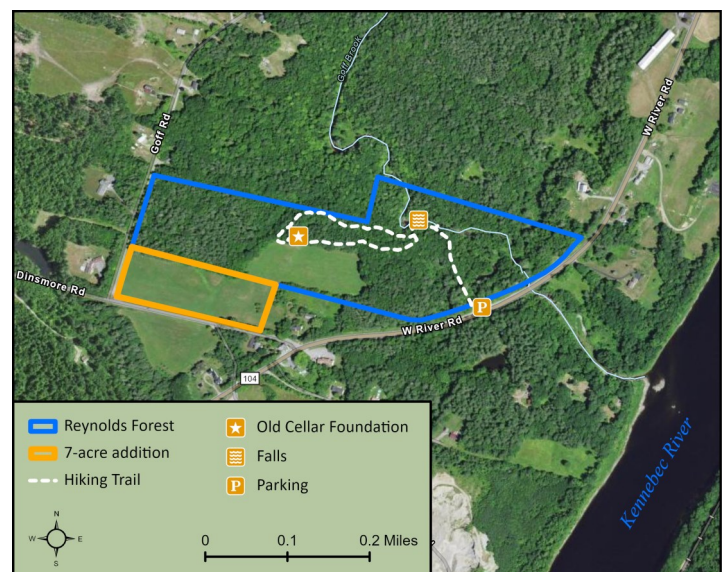 Goff Brook
W River Rd
Goff Rd
Dinsmore Rd
P
W River Rd
104
Kennebec River
Reynolds Forest
7-acre addition
Hiking Trail
Old Cellar Foundation
Falls
P Parking
N
W E
S
0 0.1 0.2 Miles